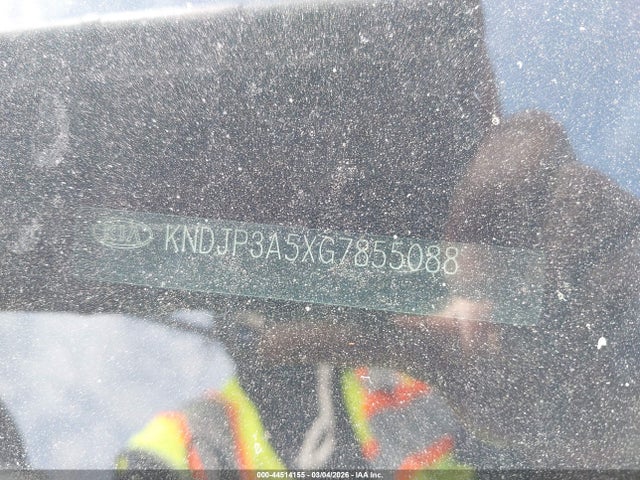 KIA KNDJP3A5XG7855088
000-44514155 - 03/04/2026 - IAA Inc.